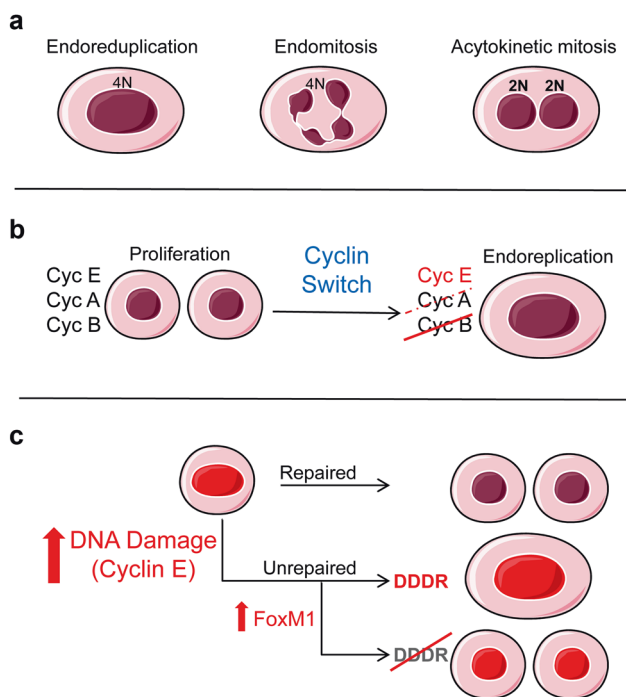 a
Endoreduplication
Endomitosis
Acytokinetic mitosis
4N
4N
2N 2N
b
Proliferation
Cyc E
Cyc A
Cyc B
Cyclin
Switch
Endoreplication
Cyc E
Cyc A
Cyc B
c
Repaired
DNA Damage
(Cyclin E)
Unrepaired
DDDR
FoxM1
DDDR